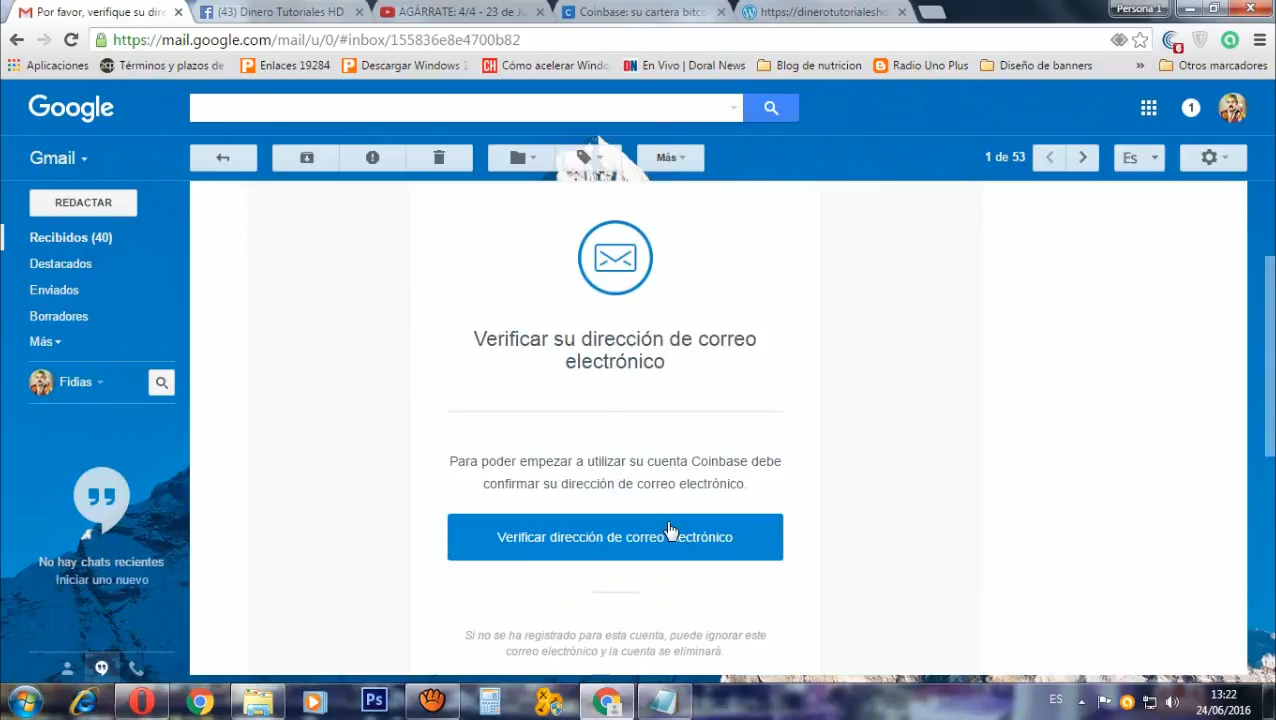 Por favor, verifique su dire
(43) Dinero Tutoriales HD
AGÁRRATE: 4/4 - 23 de Ju
Coinbase: su cartera bitco
https://dinerotutorialeshd
Persona 1
https://mail.google.com/mail/u/0/#inbox/155836e8e4700b82
Aplicaciones
Términos y plazos de
Enlaces 19284
Descargar Windows
Cómo acelerar Windo
En Vivo | Doral News
Blog de nutricion
Radio Uno Plus
Diseño de banners
»
Otros marcadores
Google
1
Gmail
Más
1 de 53
Es
REDACTAR
Recibidos (40)
Destacados
Enviados
Borradores
Más
Fidias
No hay chats recientes
Iniciar uno nuevo
Verificar su dirección de correo
electrónico
Para poder empezar a utilizar su cuenta Coinbase debe
confirmar su dirección de correo electrónico.
Verificar dirección de correo electrónico
Si no se ha registrado para esta cuenta, puede ignorar este
correo electrónico y la cuenta se eliminará.
Ps
ES
13:22
24/06/2016